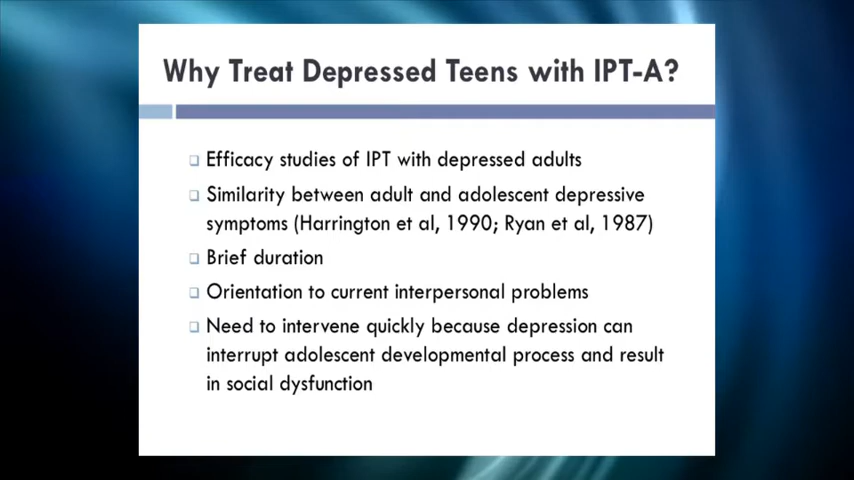 Why Treat Depressed Teens with IPT-A?
Efficacy studies of IPT with depressed adults
Similarity between adult and adolescent depressive
symptoms (Harrington et al, 1990; Ryan et al, 1987)
Brief duration
Orientation to current interpersonal problems
Need to intervene quickly because depression can
interrupt adolescent developmental process and result
in social dysfunction